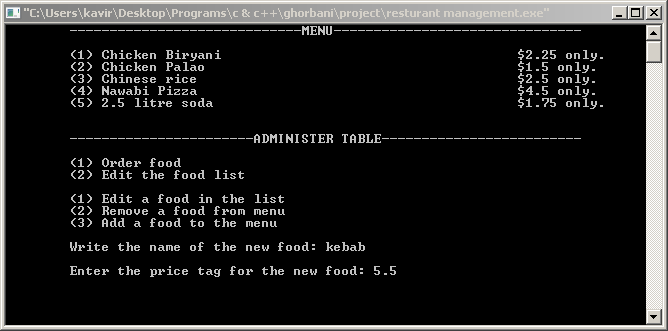 "C:\Users\kavir\Desktop\Programs\c & c++\ghorbani\project\resturant management.exe"
--------------------------------MENU----------------------------------
(1) Chicken Biryani $2.25 only.
(2) Chicken Palao $1.5 only.
(3) Chinese rice $2.5 only.
(4) Nawabi Pizza $4.5 only.
(5) 2.5 litre soda $1.75 only.
--------------------------ADMINISTER TABLE----------------------------
(1) Order food
(2) Edit the food list
(1) Edit a food in the list
(2) Remove a food from menu
(3) Add a food to the menu
Write the name of the new food: kebab
Enter the price tag for the new food: 5.5